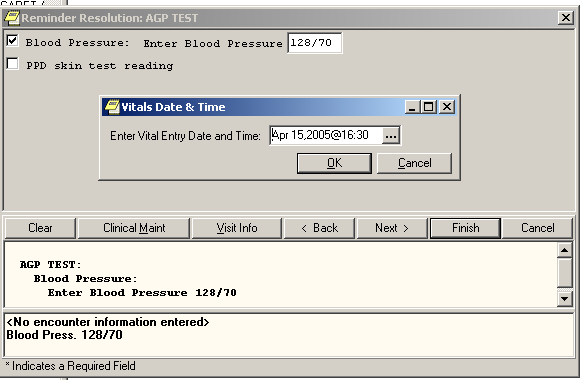 Reminder Resolution: AGP TEST
Blood Pressure: Enter Blood Pressure 128/70
PPD skin test reading
Vitals Date & Time
Enter Vital Entry Date and Time: Apr 15,2005@16:30 ...
OK Cancel
Clear Clinical Maint Visit Info < Back Next > Finish Cancel
AGP TEST:
Blood Pressure:
Enter Blood Pressure 128/70
<No encounter information entered>
Blood Press. 128/70
* Indicates a Required Field